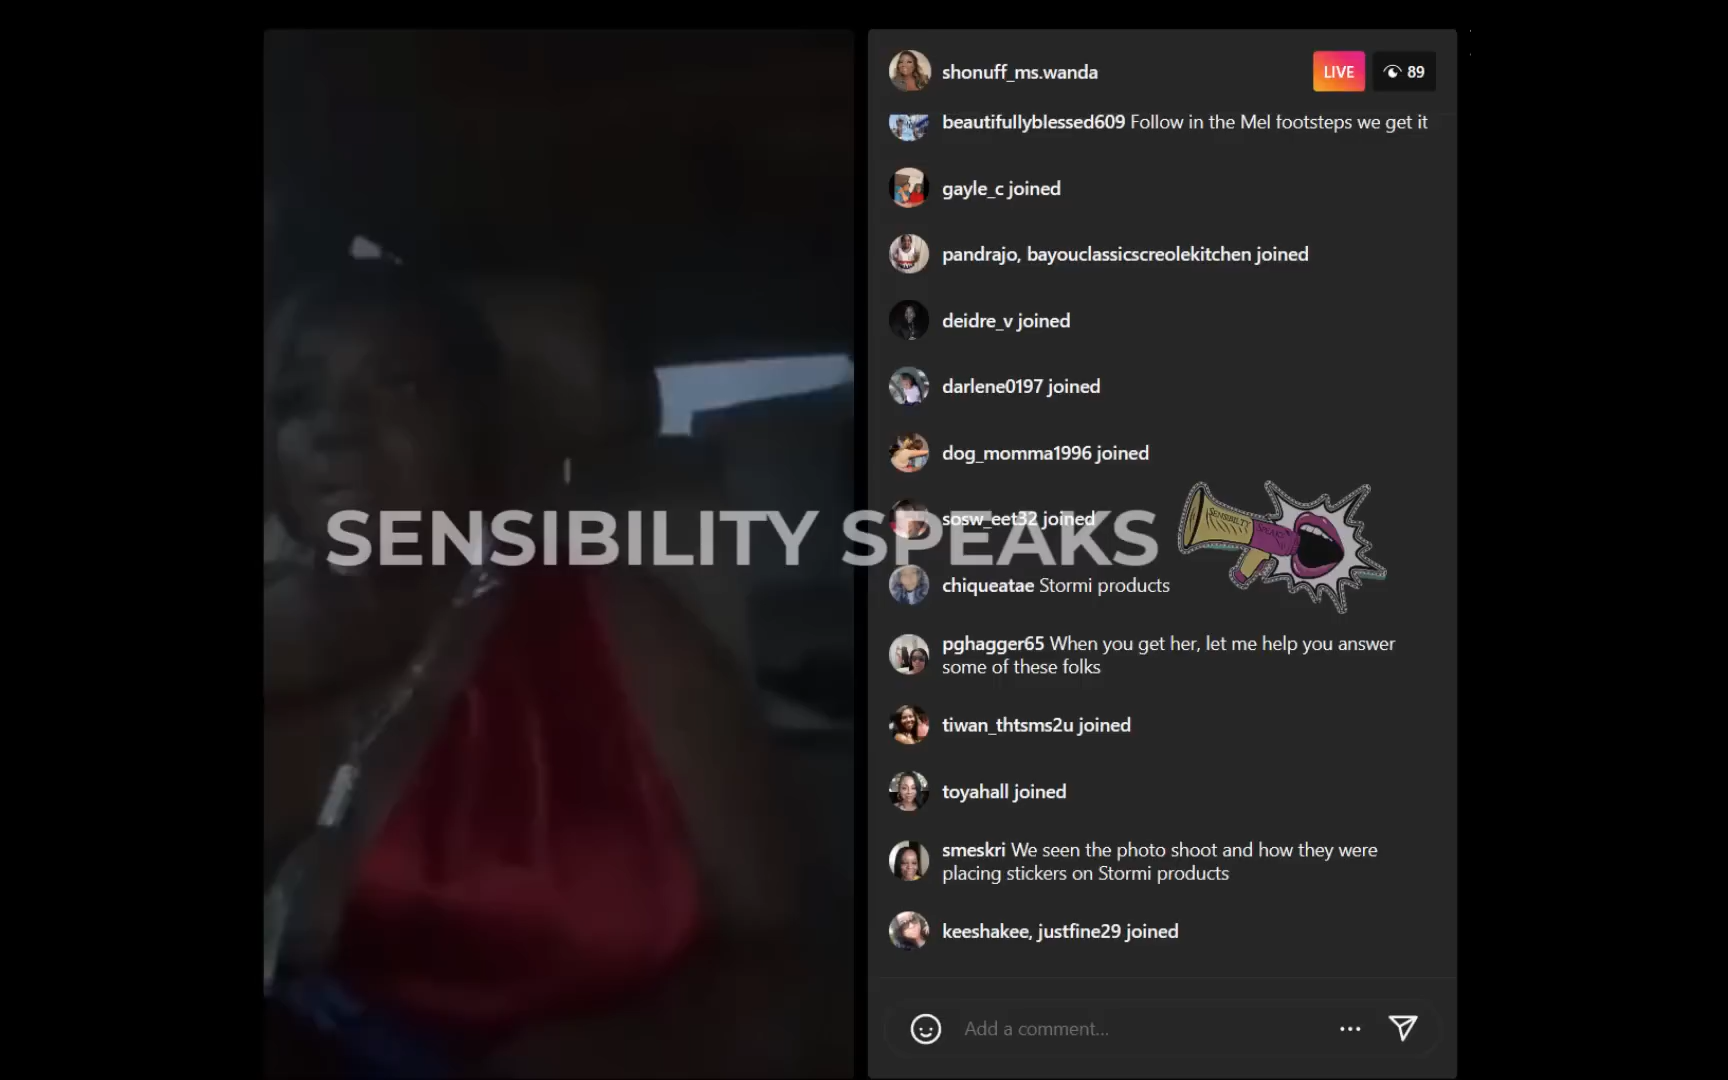 shonuff_ms.wanda
LIVE
89
beautifullyblessed609 Follow in the Mel footsteps we get it
gayle_c joined
pandrajo, bayouclassicscreolekitchen joined
deidre_v joined
darlene0197 joined
dog_momma1996 joined
sosw_eet32 joined
SENSIBILITY SPEAKS
SENSIBILTY
SPEAKS
chiqueatae Stormi products
pghagger65 When you get her, let me help you answer
some of these folks
tiwan_thtsms2u joined
toyahall joined
smeskri We seen the photo shoot and how they were
placing stickers on Stormi products
keeshakee, justfine29 joined
Add a comment...